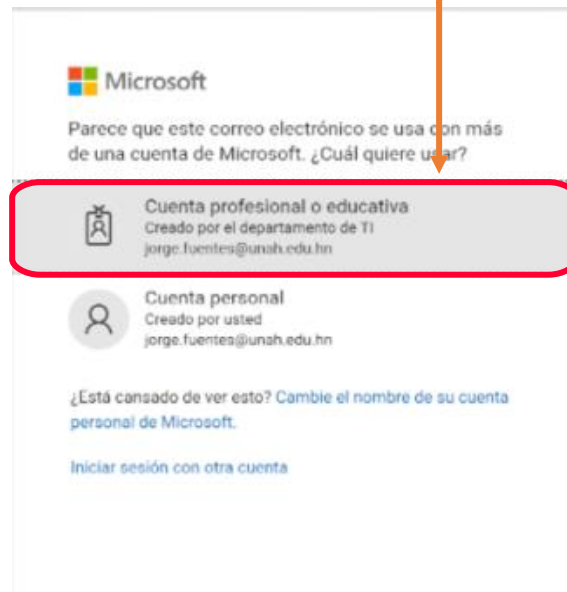 Microsoft
Parece que este correo electrónico se usa con más
de una cuenta de Microsoft. ¿Cuál quiere usar?
Cuenta profesional o educativa
Creado por el departamento de TI
jorge.fuentes@unah.edu.hn
Cuenta personal
Creado por usted
jorge.fuentes@unah.edu.hn
¿Está cansado de ver esto? Cambie el nombre de su cuenta
personal de Microsoft.
Iniciar sesión con otra cuenta